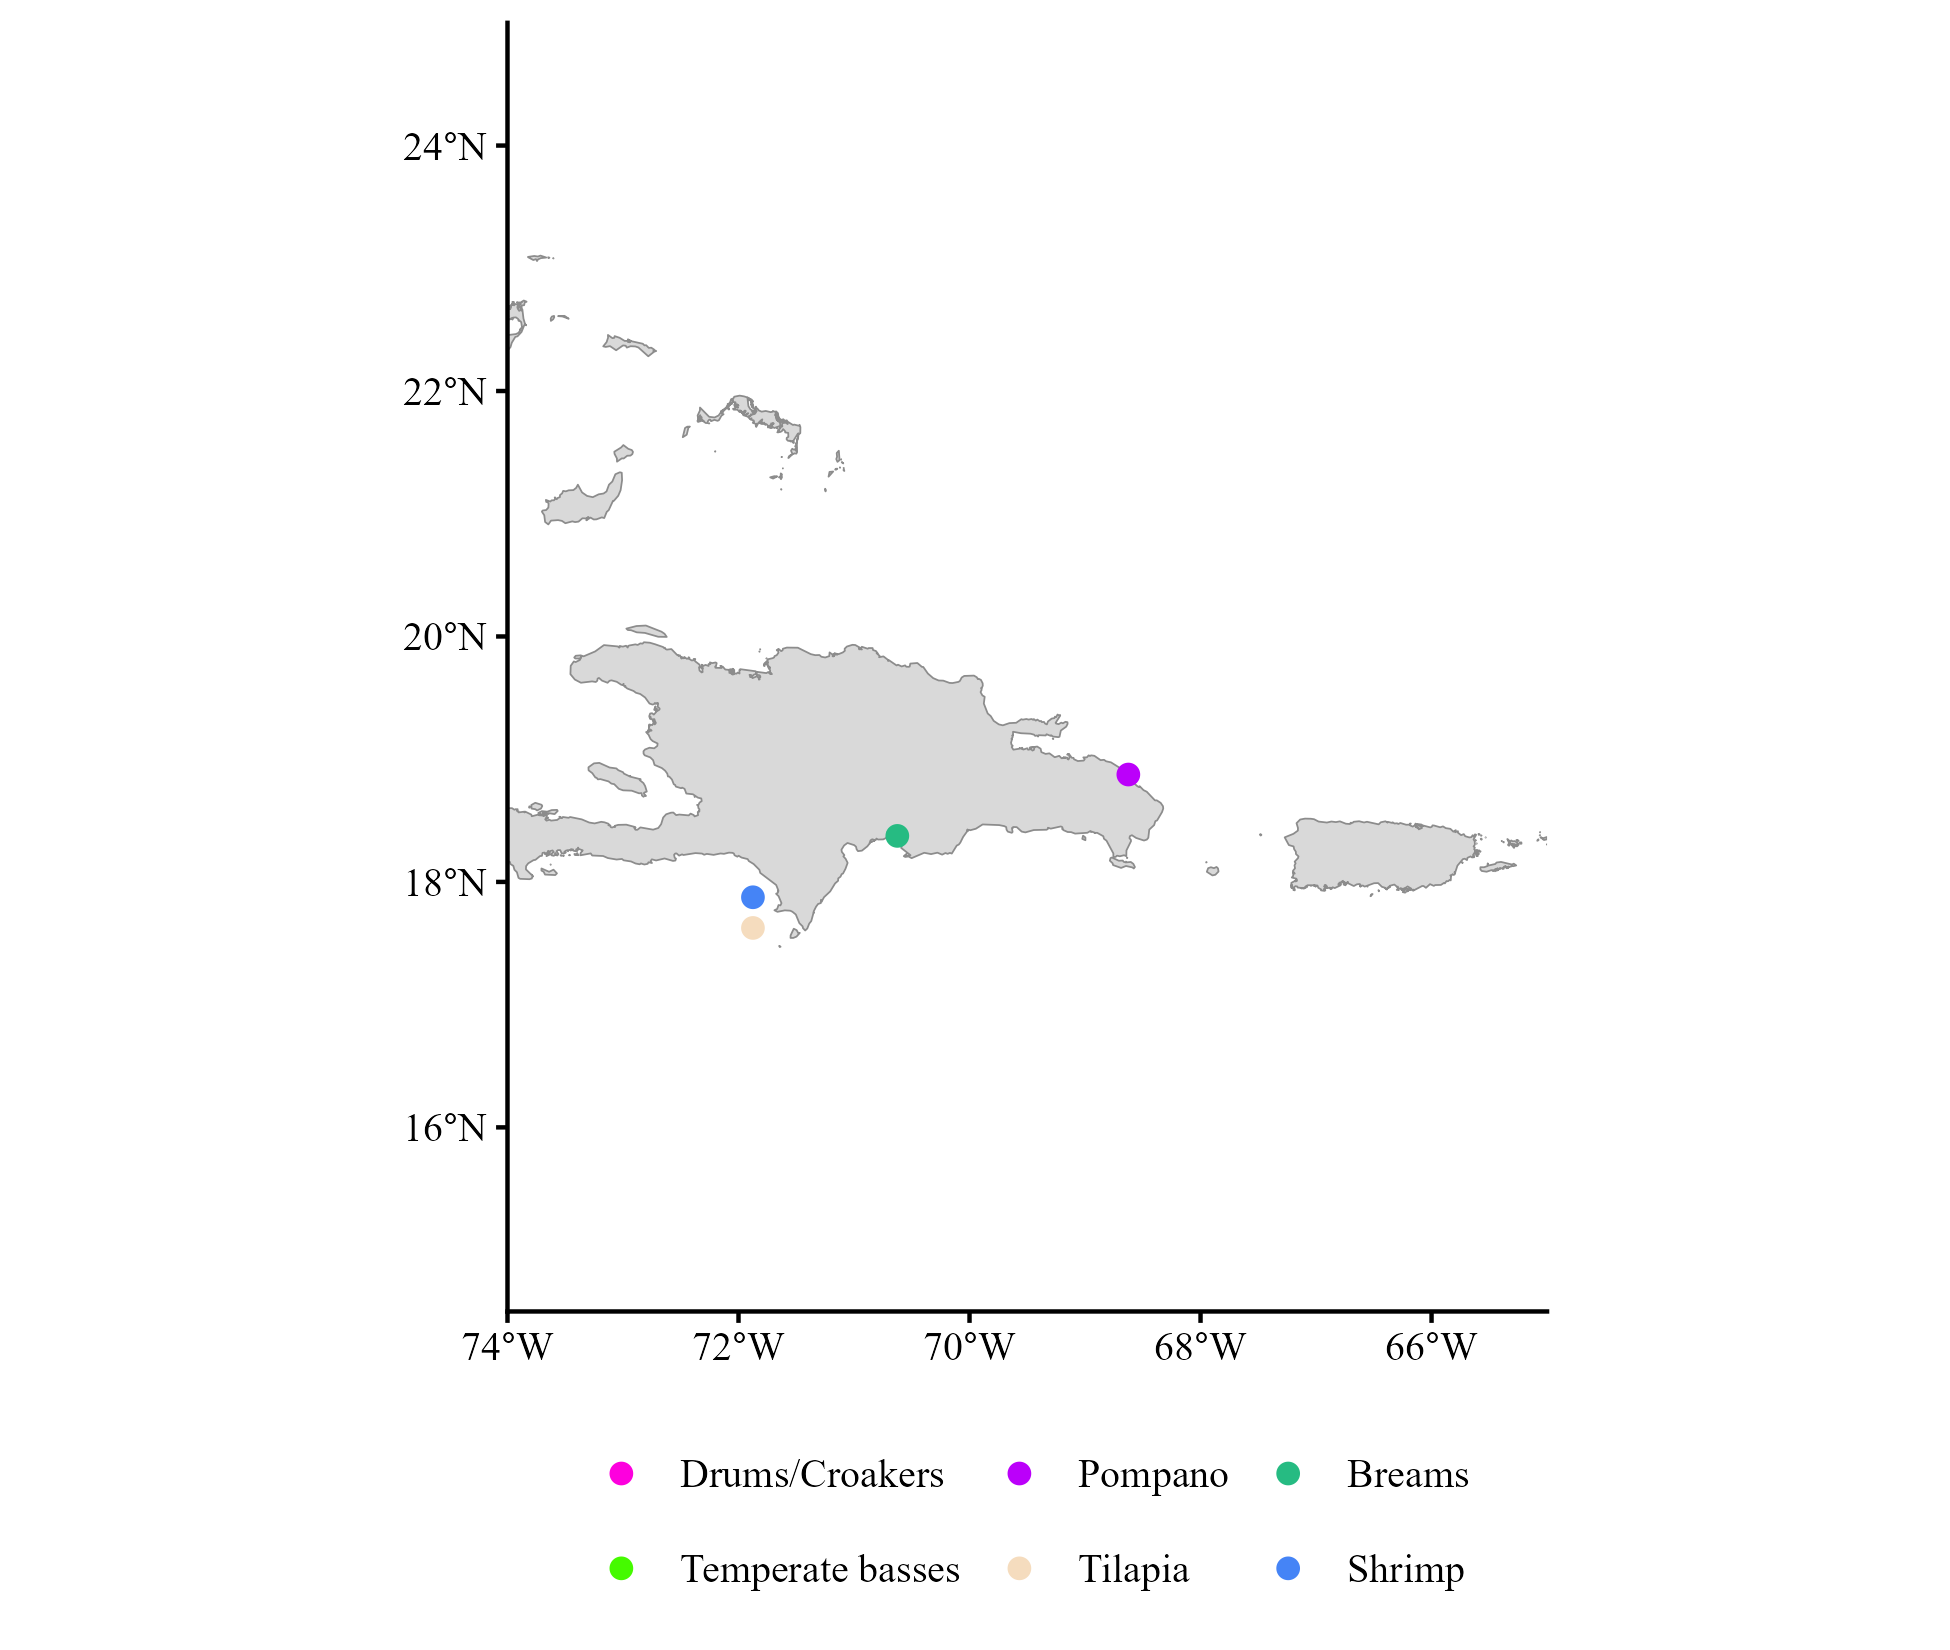 24°N
22°N
20°N
18°N
16°N
74°W 72°W 70°W 68°W 66°W
Drums/Croakers Pompano Breams
Temperate basses Tilapia Shrimp